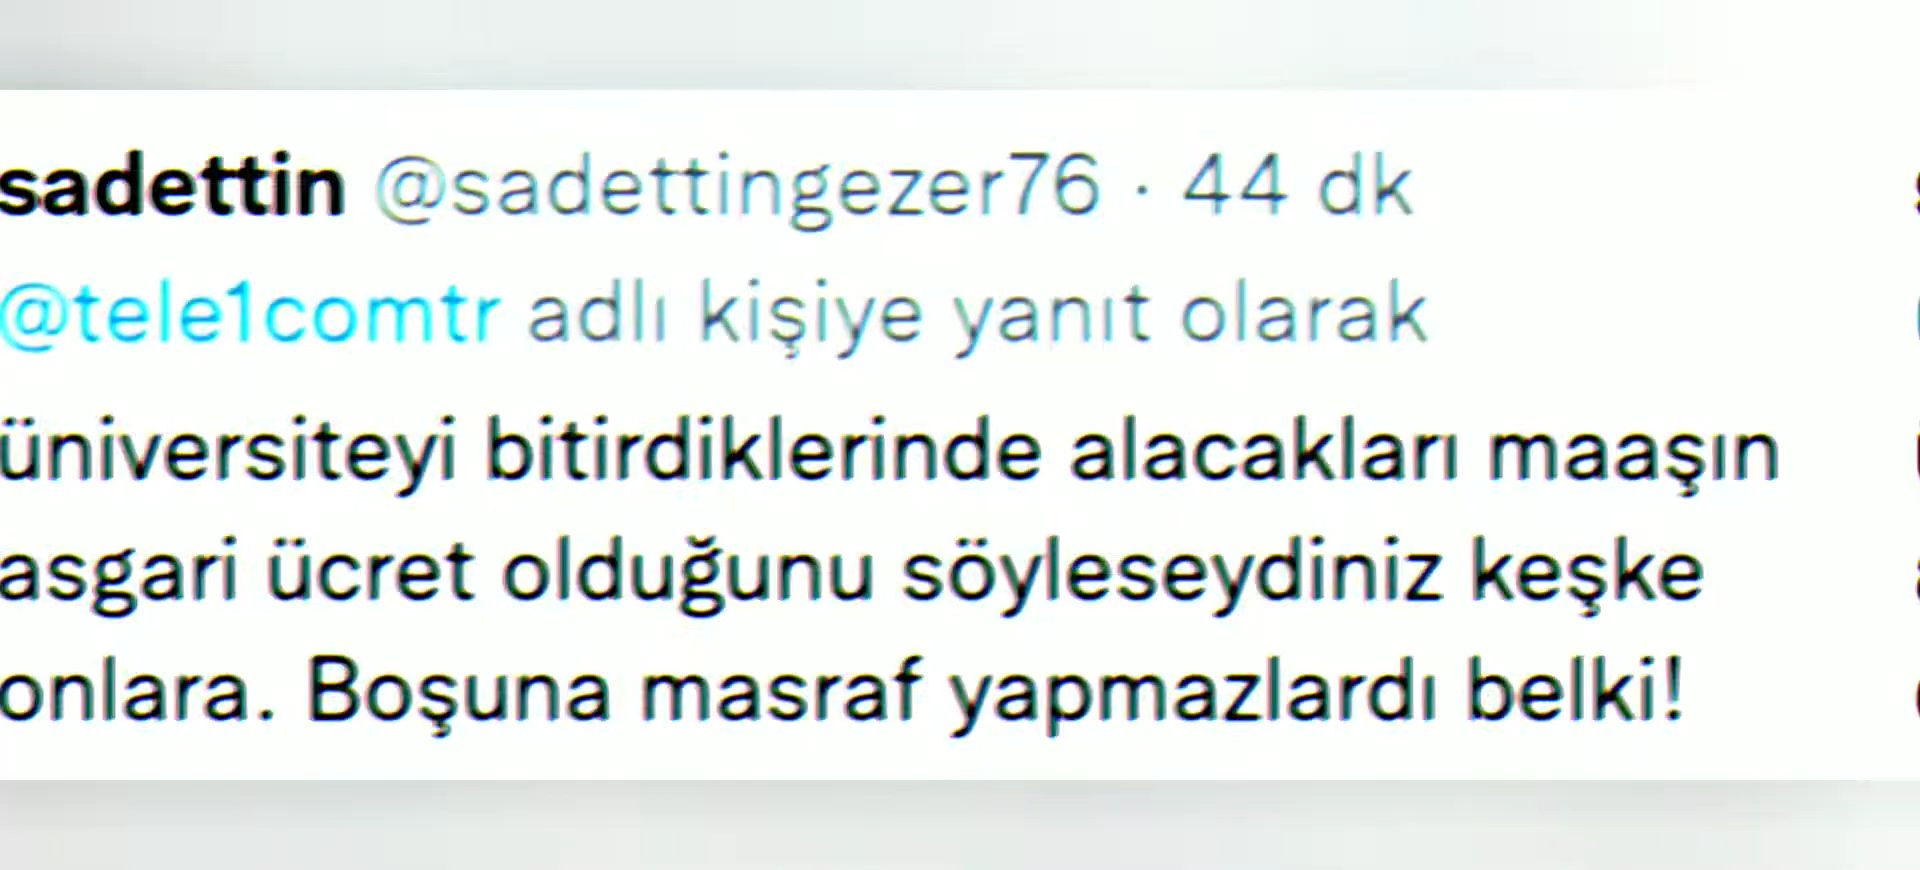 sadettin @sadettingezer76 · 44 dk
@tele1comtr adlı kişiye yanıt olarak
üniversiteyi bitirdiklerinde alacakları maaşın
asgari ücret olduğunu söyleseydiniz keşke
onlara. Boşuna masraf yapmazlardı belki!